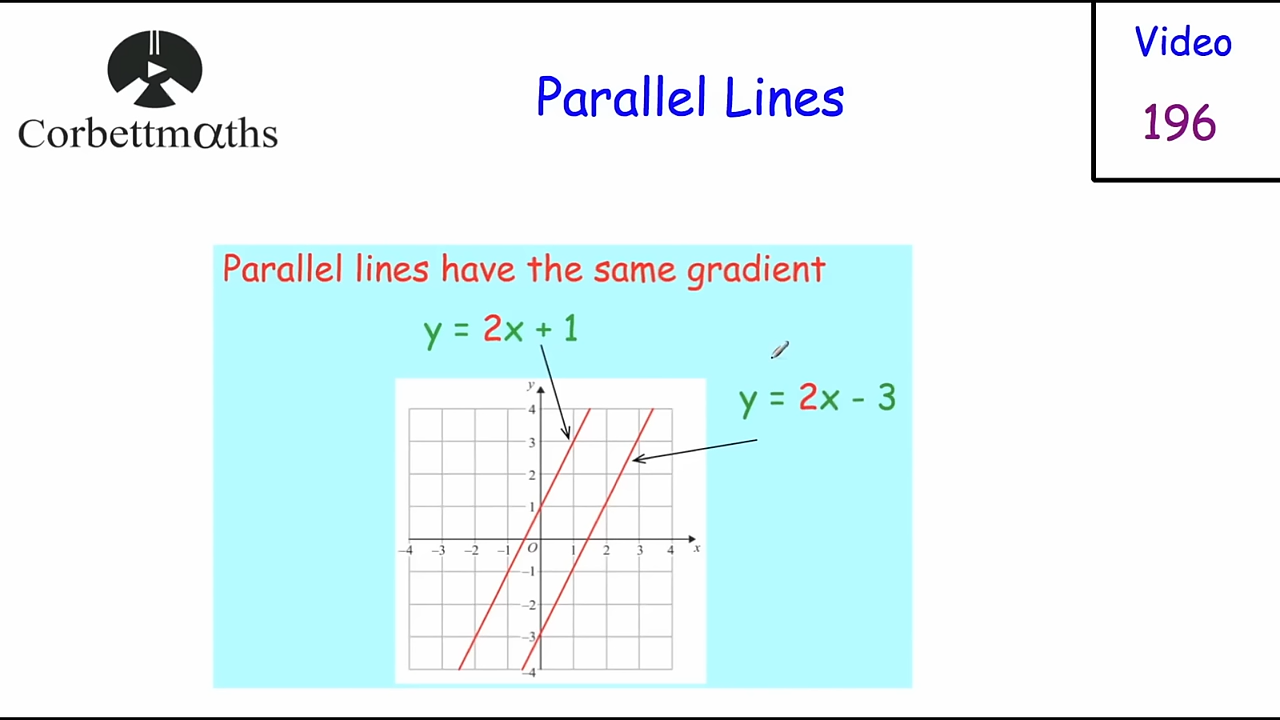 Corbettmαths
Parallel Lines
Video
196
Parallel lines have the same gradient
y = 2x + 1
y = 2x - 3
y
4
3
2
1
-4 -3 -2 -1 O 1 2 3 4 x
-1
-2
-3
-4